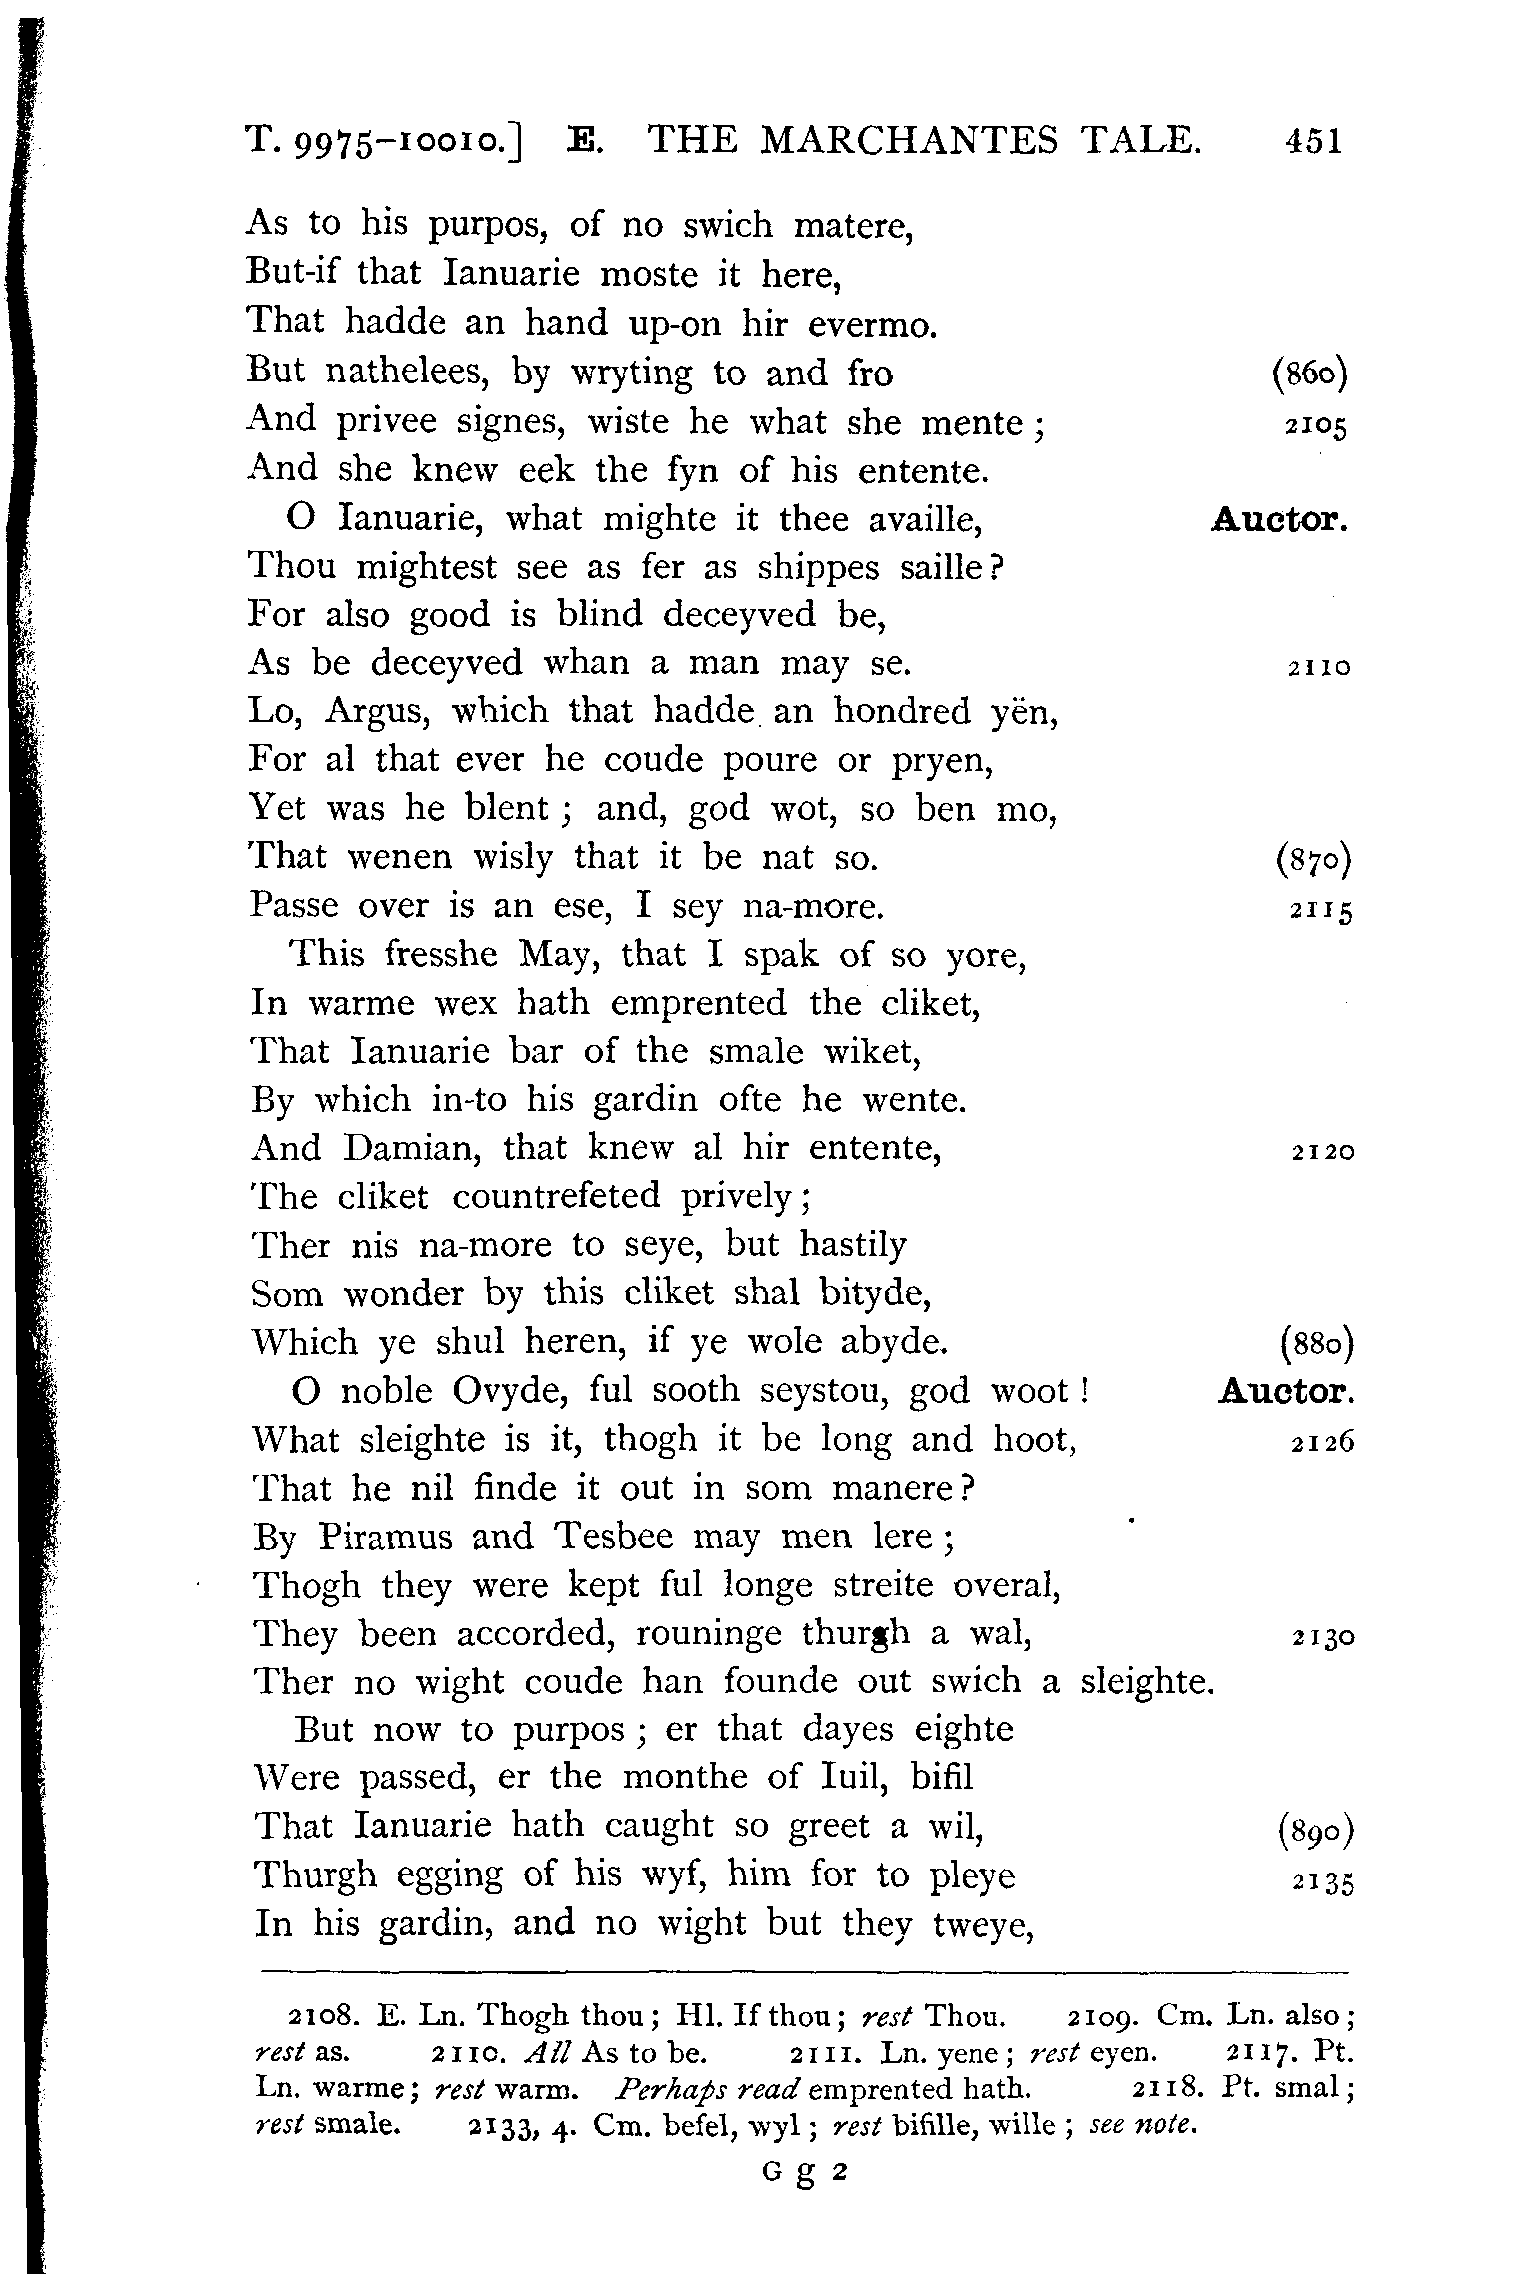 T. 9975-10010.] E. THE MARCHANTES TALE. 451
As to his purpos, of no swich matere,
But-if that Ianuarie moste it here,
That hadde an hand up-on hir evermo.
But nathelees, by wryting to and fro (860)
And privee signes, wiste he what she mente ; 2105
And she knew eek the fyn of his entente.
O Ianuarie, what mighte it thee availle, Auctor.
Thou mightest see as fer as shippes saille?
For also good is blind deceyved be,
As be deceyved whan a man may se. 2110
Lo, Argus, which that hadde an hondred yën,
For al that ever he coude poure or pryen,
Yet was he blent ; and, god wot, so ben mo,
That wenen wisly that it be nat so. (870)
Passe over is an ese, I sey na-more. 2115
This fresshe May, that I spak of so yore,
In warme wex hath emprented the cliket,
That Ianuarie bar of the smale wiket,
By which in-to his gardin ofte he wente.
And Damian, that knew al hir entente, 2120
The cliket countrefeted prively ;
Ther nis na-more to seye, but hastily
Som wonder by this cliket shal bityde,
Which ye shul heren, if ye wole abyde. (880)
O noble Ovyde, ful sooth seystou, god woot ! Auctor.
What sleighte is it, thogh it be long and hoot, 2126
That he nil finde it out in som manere?
By Piramus and Tesbee may men lere ;
Thogh they were kept ful longe streite overal,
They been accorded, rouninge thurgh a wal, 2130
Ther no wight coude han founde out swich a sleighte.
But now to purpos ; er that dayes eighte
Were passed, er the monthe of Iuil, bifil
That Ianuarie hath caught so greet a wil, (890)
Thurgh egging of his wyf, him for to pleye 2135
In his gardin, and no wight but they tweye,
2108. E. Ln. Thogh thou ; Hl. If thou ; rest Thou. 2109. Cm. Ln. also ;
rest as. 2110. All As to be. 2111. Ln. yene ; rest eyen. 2117. Pt.
Ln. warme ; rest warm. Perhaps read emprented hath. 2118. Pt. smal ;
rest smale. 2133, 4. Cm. befel, wyl ; rest bifille, wille ; see note.
G g 2